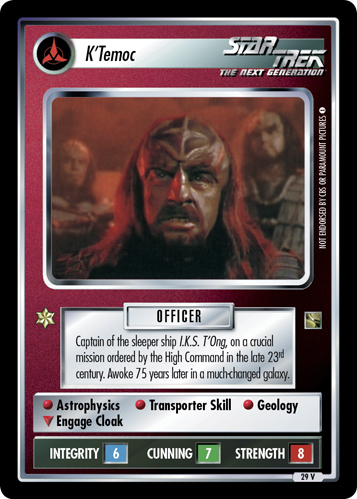 K'Temoc
STAR TREK
THE NEXT GENERATION
NOT ENDORSED BY CBS OR PARAMOUNT PICTURES
OFFICER
Captain of the sleeper ship I.K.S. T'Ong, on a crucial
mission ordered by the High Command in the late 23rd
century. Awoke 75 years later in a much-changed galaxy.
Astrophysics Transporter Skill Geology
Engage Cloak
INTEGRITY 6 CUNNING 7 STRENGTH 8
29 V